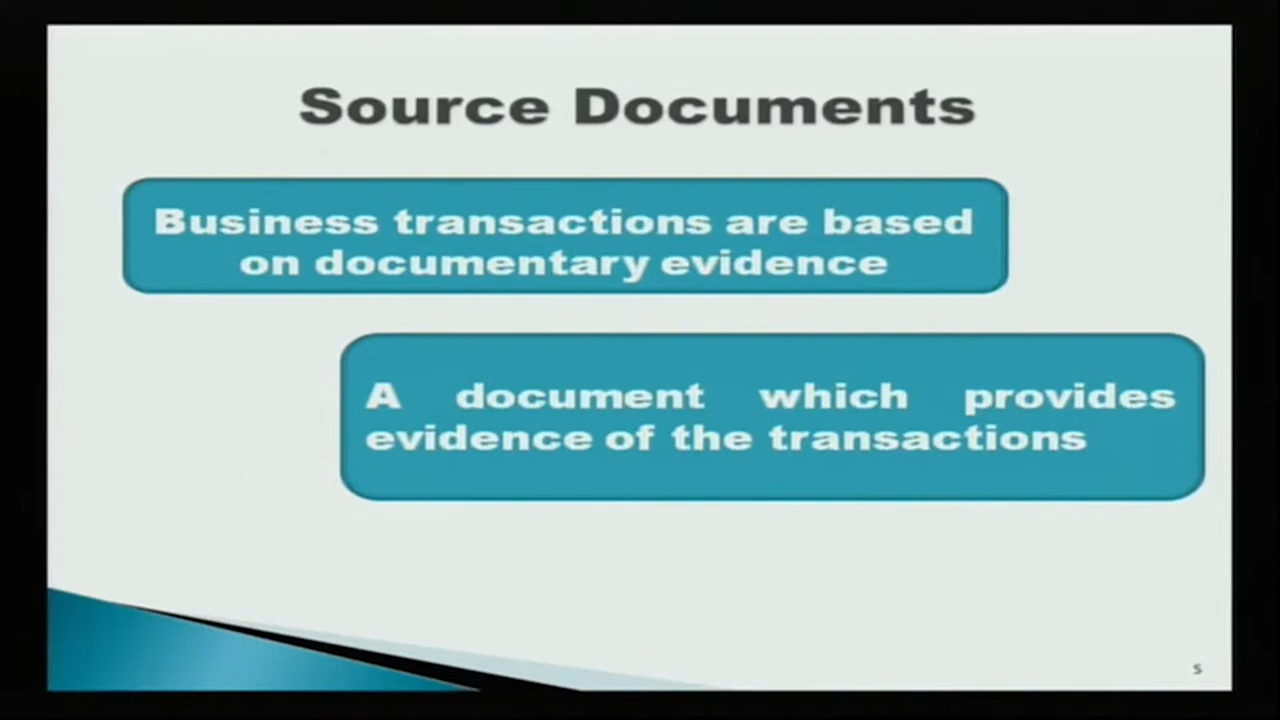 Source Documents
Business transactions are based
on documentary evidence
A document which provides
evidence of the transactions
5